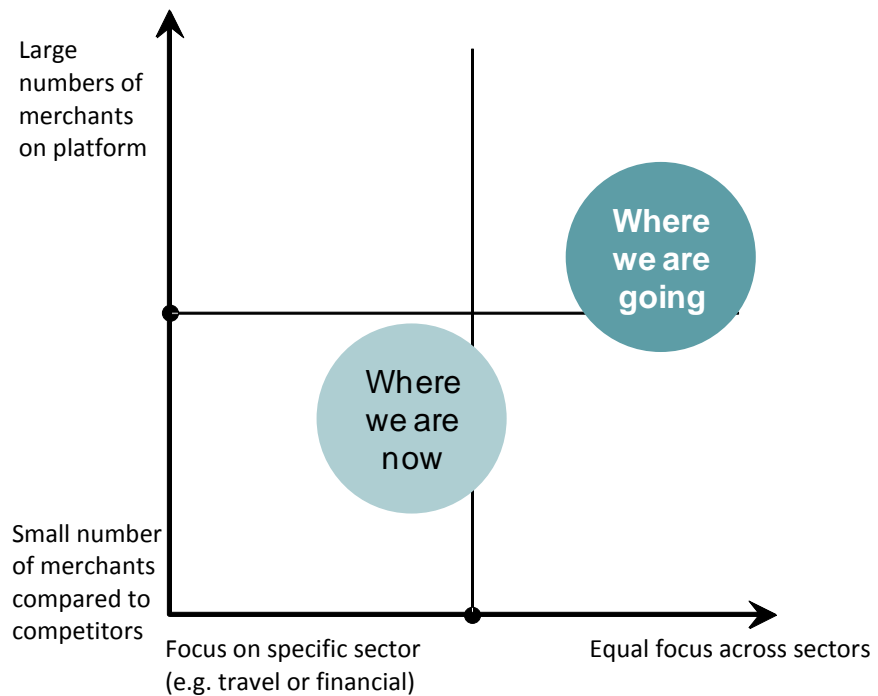 Large
numbers of
merchants
on platform
Where
we are
going
Where
we are
now
Small number
of merchants
compared to
competitors
Focus on specific sector
(e.g. travel or financial)
Equal focus across sectors